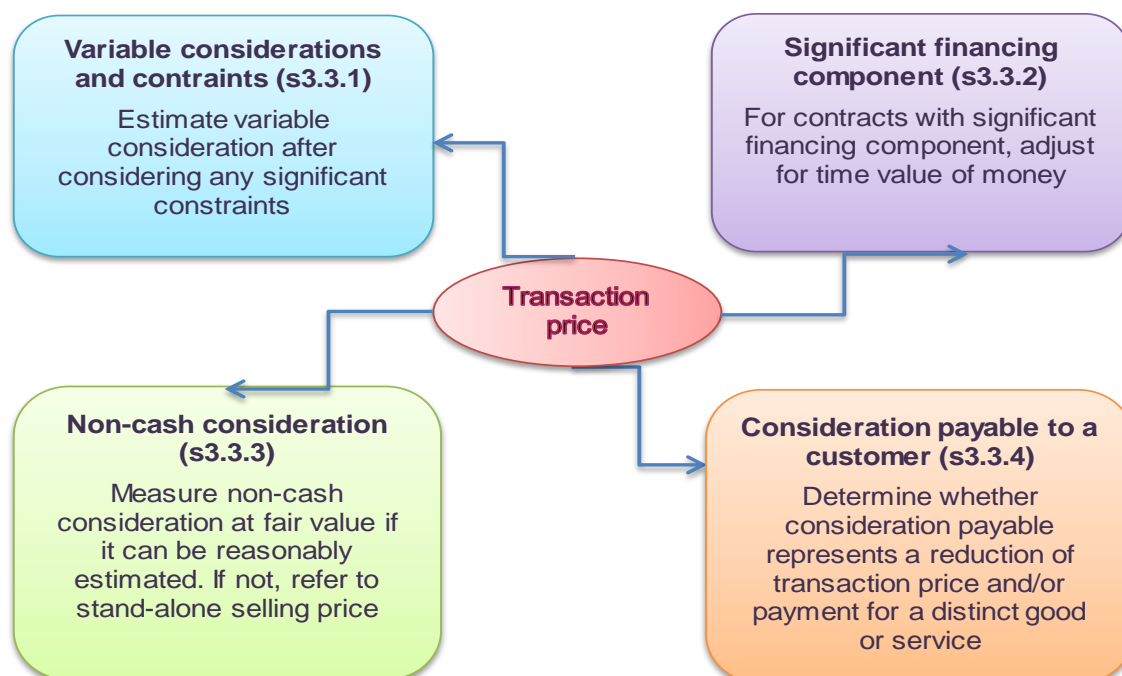 Variable considerations
and contraints (s3.3.1)
Estimate variable
consideration after
considering any significant
constraints
Significant financing
component (s3.3.2)
For contracts with significant
financing component, adjust
for time value of money
Transaction
price
Non-cash consideration
(s3.3.3)
Measure non-cash
consideration at fair value if
it can be reasonably
estimated. If not, refer to
stand-alone selling price
Consideration payable to a
customer (s3.3.4)
Determine whether
consideration payable
represents a reduction of
transaction price and/or
payment for a distinct good
or service